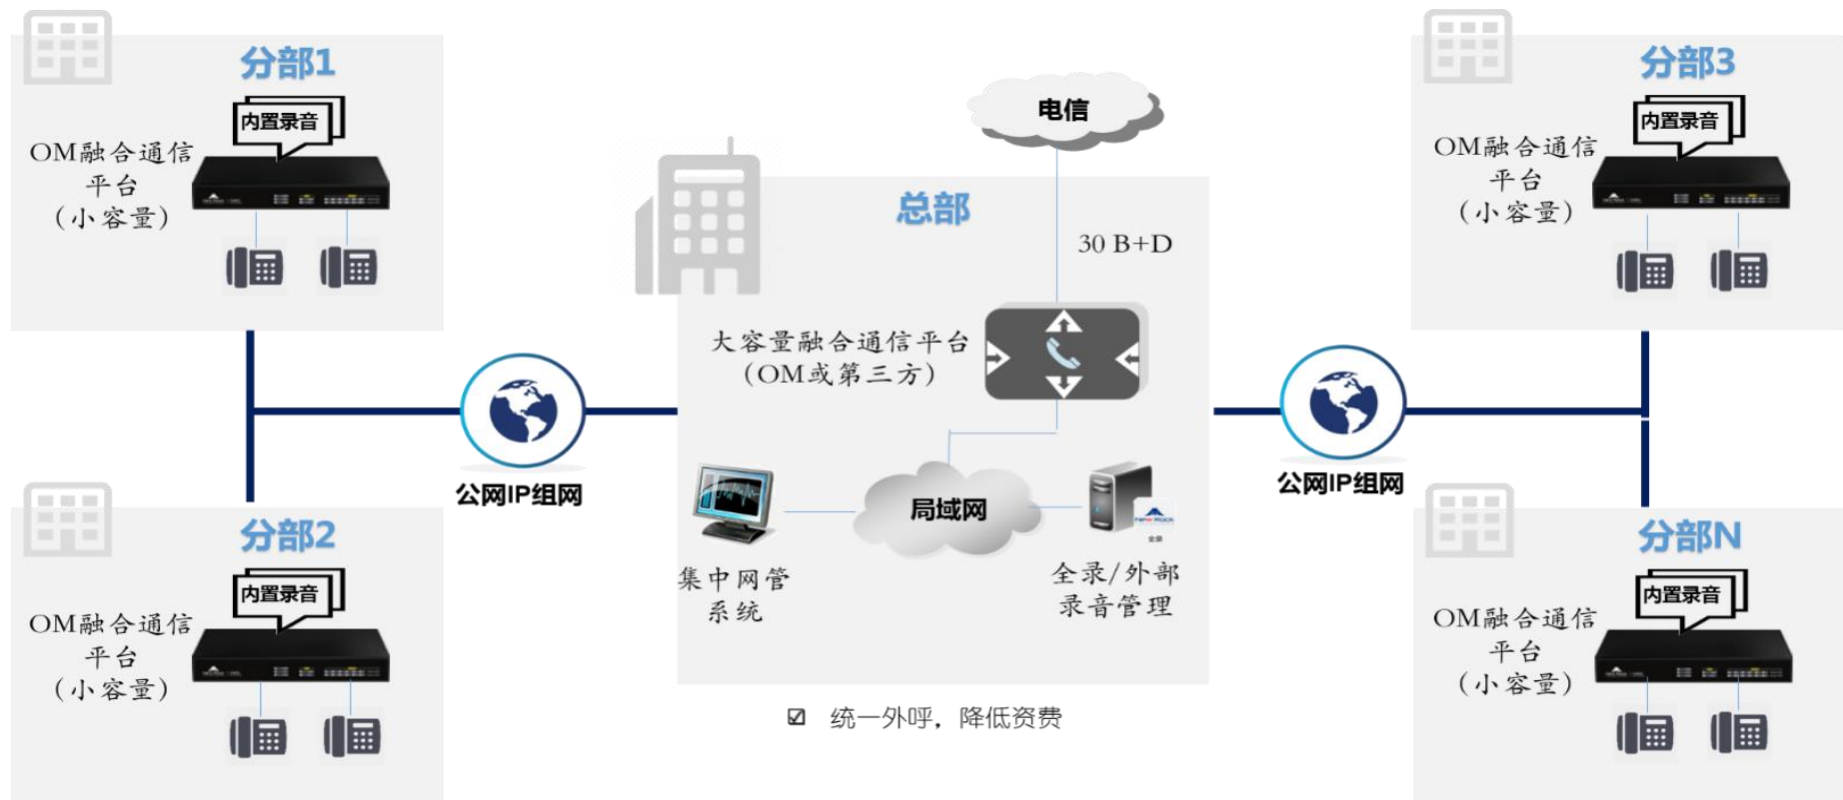 分部1
内置录音
OM融合通信
平台
（小容量）
分部2
内置录音
OM融合通信
平台
（小容量）
公网IP组网
电信
总部
30 B+D
大容量融合通信平台
（OM或第三方）
局域网
集中网管
系统
New Rock
全录
全录/外部
录音管理
统一外呼，降低资费
公网IP组网
分部3
内置录音
OM融合通信
平台
（小容量）
分部N
内置录音
OM融合通信
平台
（小容量）